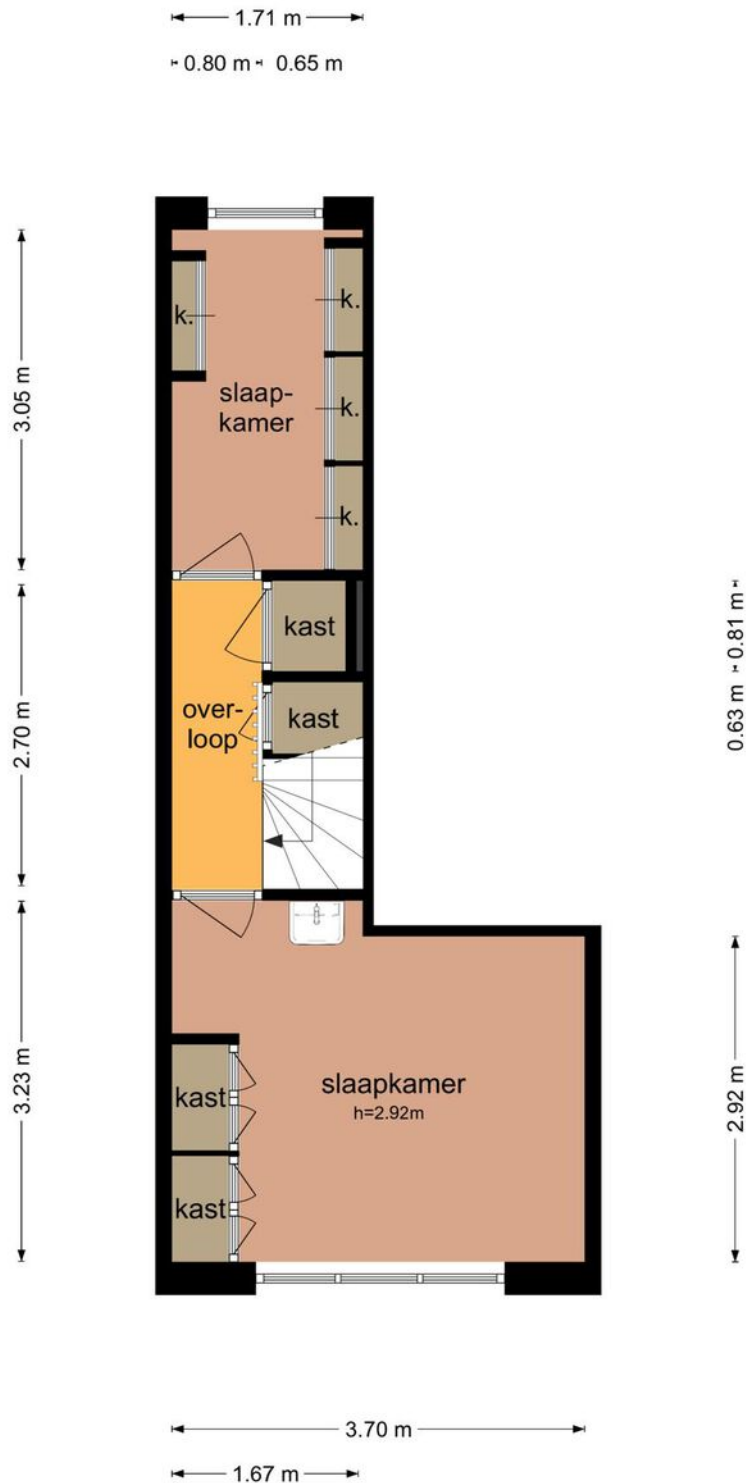 1.71 m
0.80 m 0.65 m
3.05 m
k.
k.
slaap-
kamer
k.
k.
2.70 m
kast
0.81 m
0.63 m
over-
loop
kast
3.23 m
2.92 m
slaapkamer
h=2.92m
kast
kast
3.70 m
1.67 m